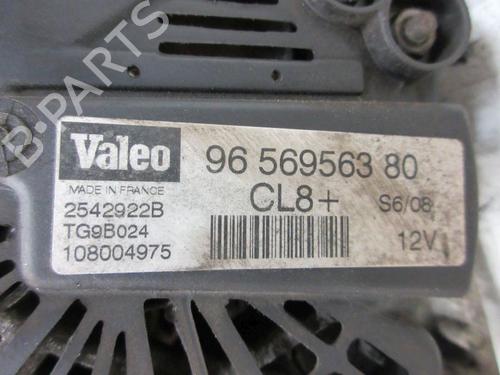 Valeo
MADE IN FRANCE
2542922B
TG9B024
108004975
96 569563 80
CL8+
S6/08
12V
B-PARTS